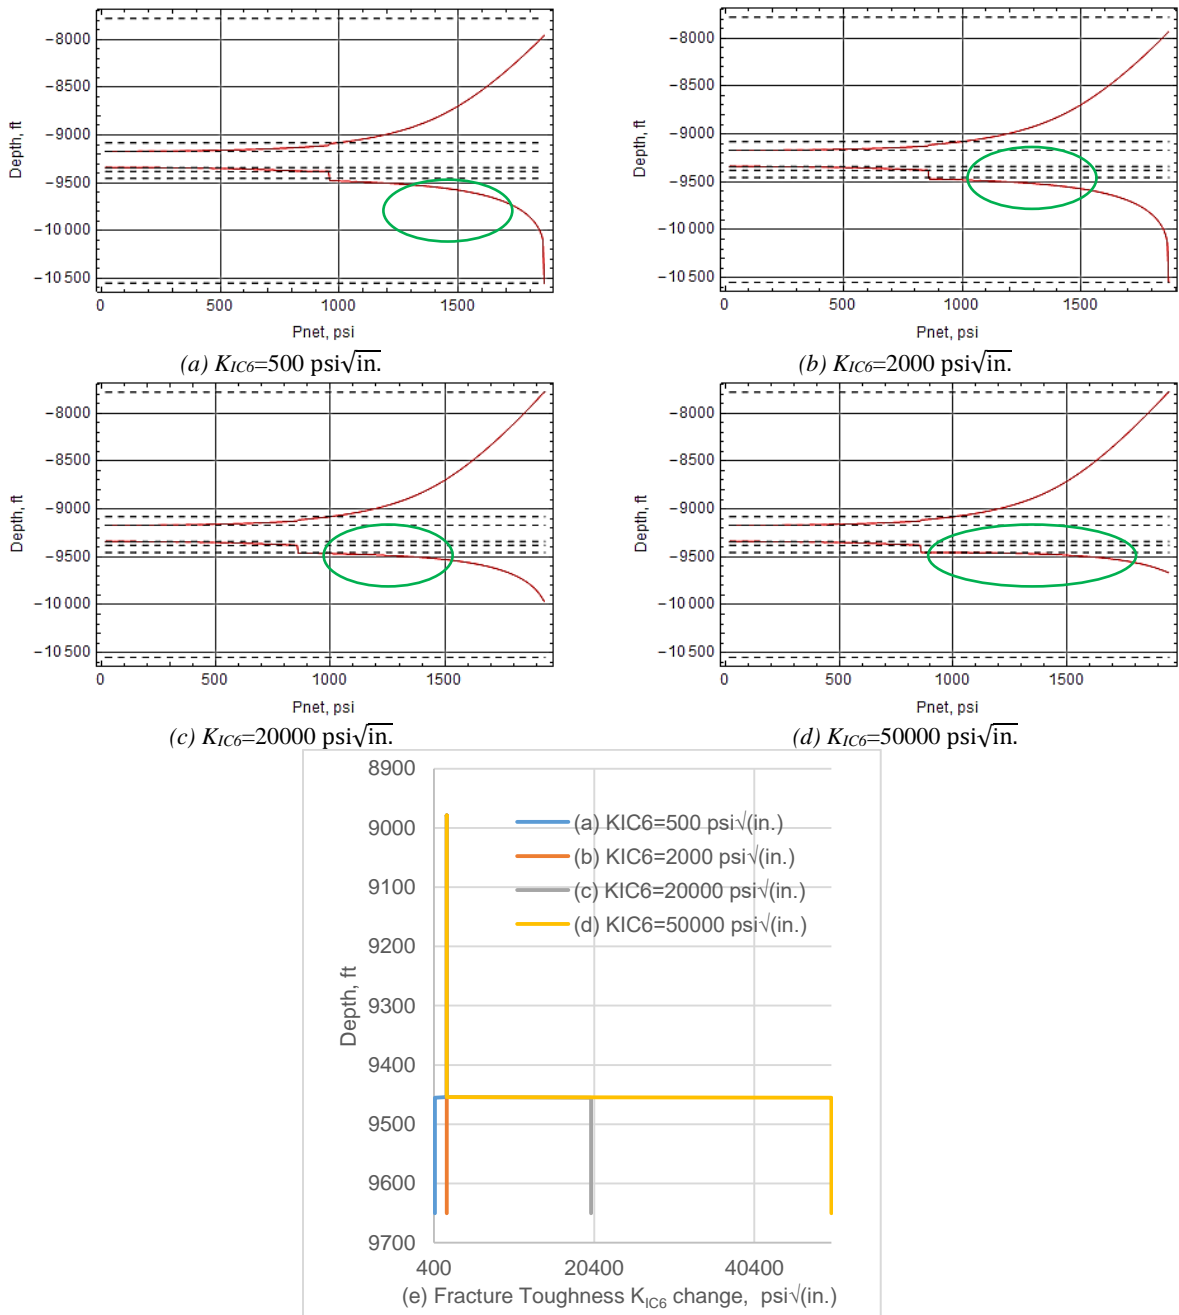 −8000
−8500
−9000
−9500
−10 000
−10 500
Depth, ft
0 500 1000 1500
Pnet, psi
(a) KIC6=500 psi√in.
−8000
−8500
−9000
−9500
−10 000
−10 500
Depth, ft
0 500 1000 1500
Pnet, psi
(b) KIC6=2000 psi√in.
−8000
−8500
−9000
−9500
−10 000
−10 500
Depth, ft
0 500 1000 1500
Pnet, psi
(c) KIC6=20000 psi√in.
−8000
−8500
−9000
−9500
−10 000
−10 500
Depth, ft
0 500 1000 1500
Pnet, psi
(d) KIC6=50000 psi√in.
8900
9000
9100
9200
9300
9400
9500
9600
9700
Depth, ft
(a) KIC6=500 psi√(in.)
(b) KIC6=2000 psi√(in.)
(c) KIC6=20000 psi√(in.)
(d) KIC6=50000 psi√(in.)
400 20400 40400
(e) Fracture Toughness KIC6 change, psi√(in.)